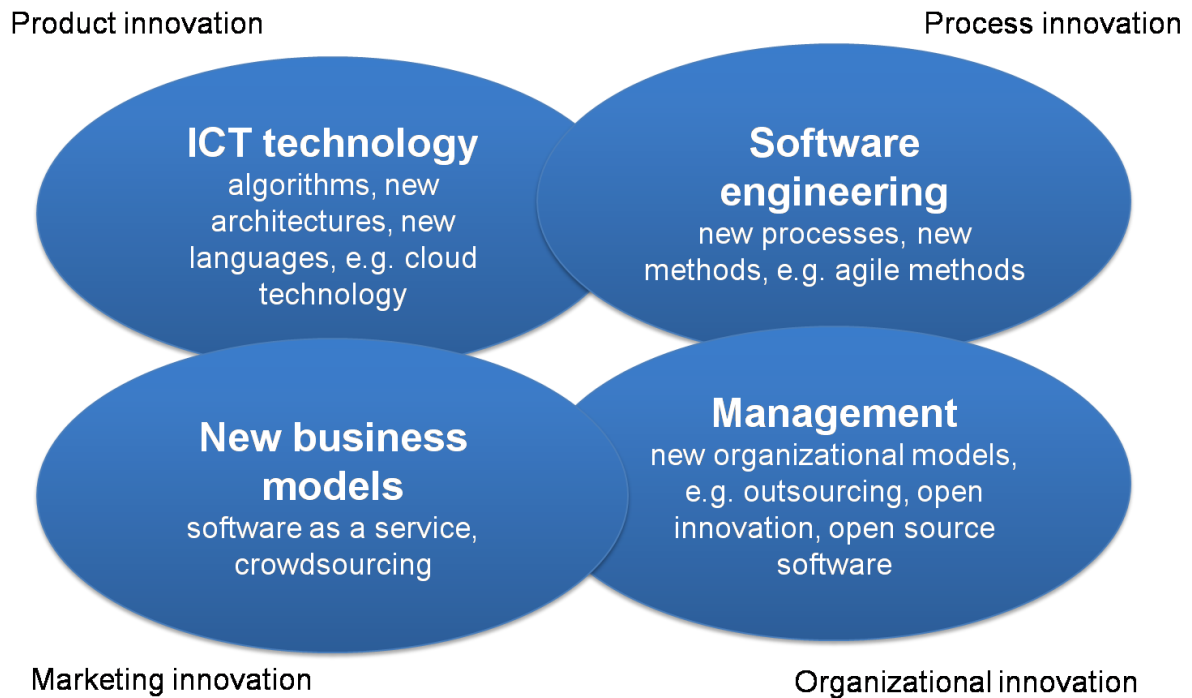 Product innovation
Process innovation
ICT technology
algorithms, new
architectures, new
languages, e.g. cloud
technology
Software
engineering
new processes, new
methods, e.g. agile methods
New business
models
software as a service,
crowdsourcing
Management
new organizational models,
e.g. outsourcing, open
innovation, open source
software
Marketing innovation
Organizational innovation